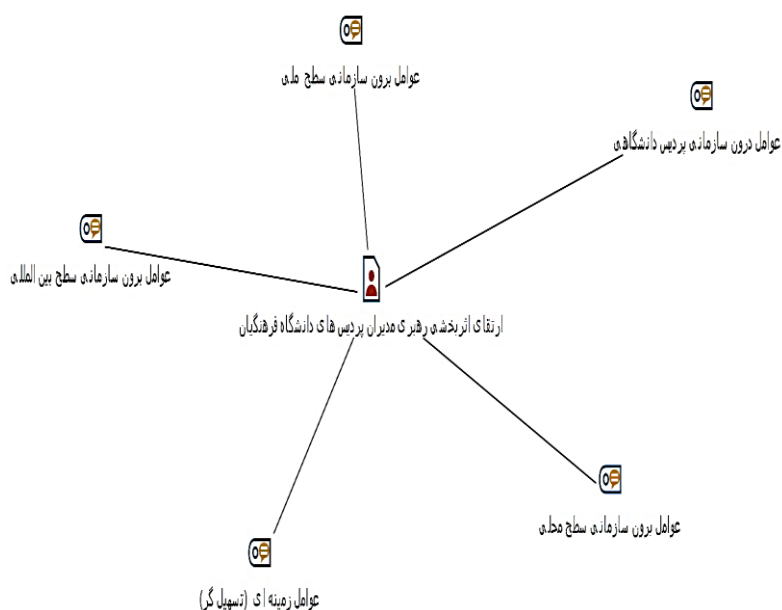 عوامل برون سازمانی سطح ملی
عوامل درون سازمانی پردیس دانشگاهی
عوامل برون سازمانی سطح بین المللی
ارتقای اثربخشی رهبری مدیران پردیس های دانشگاه فرهنگیان
عوامل برون سازمانی سطح محلی
عوامل زمینه ای (تسهیل گر)